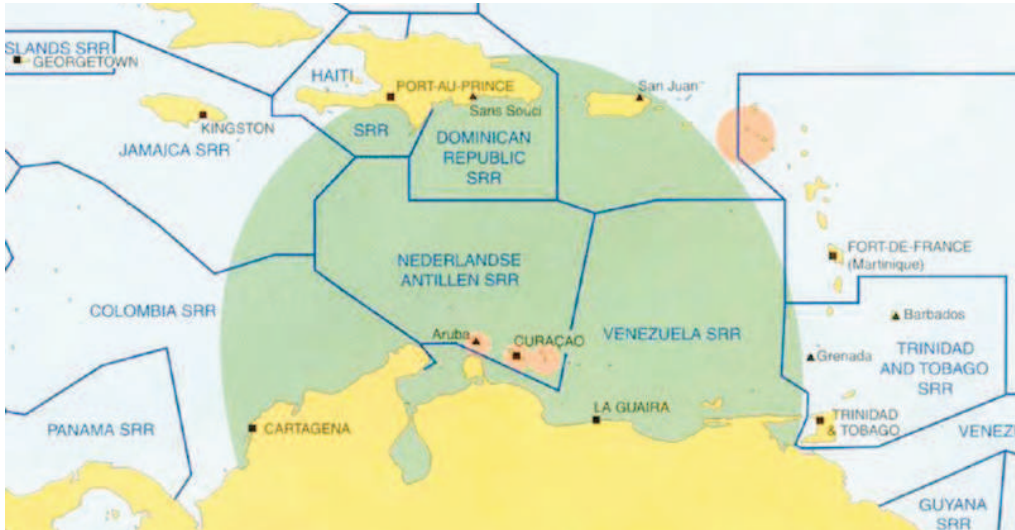 SLANDS SRR
GEORGETOWN
HAITI
PORT-AU-PRINCE
San Juan
Sans Souci
KINGSTON
SRR
DOMINICAN
REPUBLIC
SRR
JAMAICA SRR
NEDERLANDSE
ANTILLEN SRR
FORT-DE-FRANCE
(Martinique)
COLOMBIA SRR
Barbados
Aruba
CURAÇAO
VENEZUELA SRR
Grenada
TRINIDAD
AND TOBAGO
SRR
LA GUAIRA
PANAMA SRR
CARTAGENA
TRINIDAD
& TOBAGO
VENEZ
GUYANA
SRR